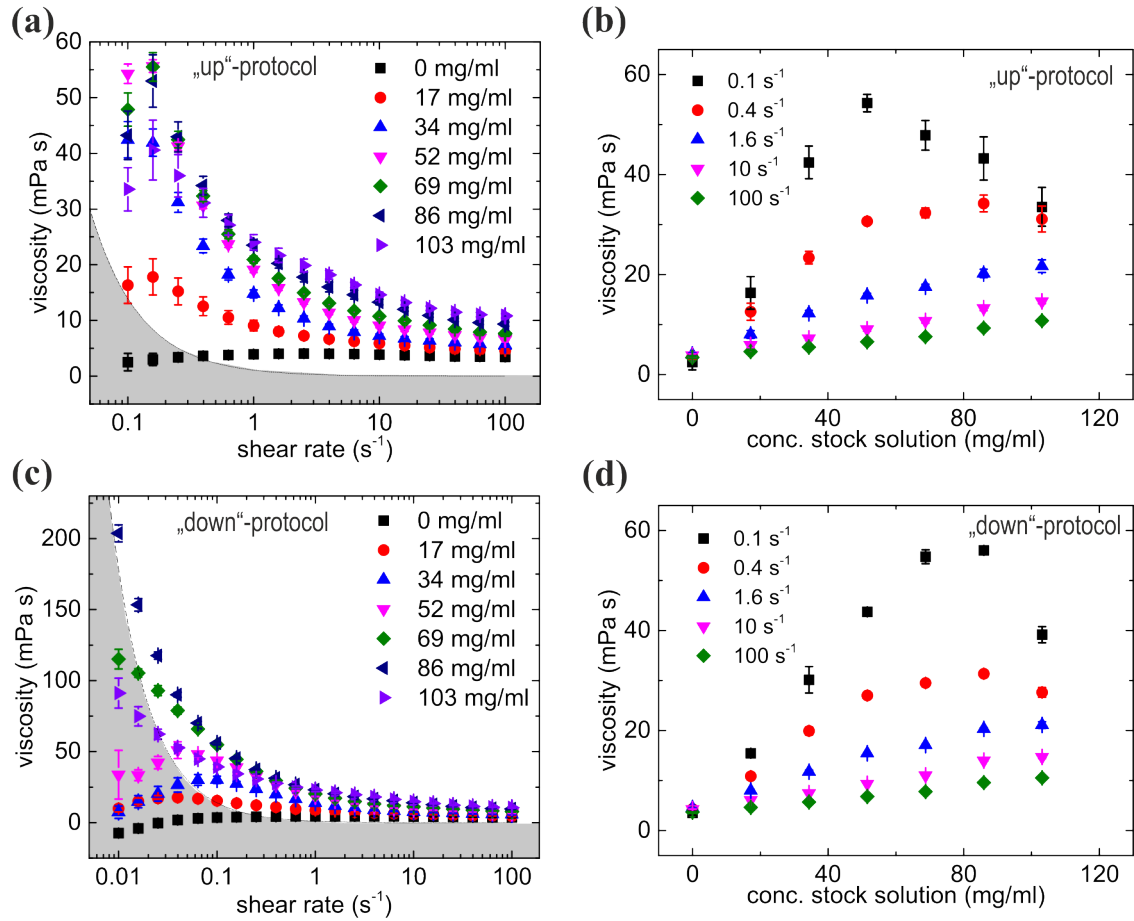 (a)
„up“-protocol
0 mg/ml
17 mg/ml
34 mg/ml
52 mg/ml
69 mg/ml
86 mg/ml
103 mg/ml
60
50
40
30
20
10
0
viscosity (mPa s)
0.1 1 10 100
shear rate (s⁻¹)
(b)
„up“-protocol
0.1 s⁻¹
0.4 s⁻¹
1.6 s⁻¹
10 s⁻¹
100 s⁻¹
60
40
20
0
viscosity (mPa s)
0 40 80 120
conc. stock solution (mg/ml)
(c)
„down“-protocol
0 mg/ml
17 mg/ml
34 mg/ml
52 mg/ml
69 mg/ml
86 mg/ml
103 mg/ml
200
150
100
50
0
viscosity (mPa s)
0.01 0.1 1 10 100
shear rate (s⁻¹)
(d)
„down“-protocol
0.1 s⁻¹
0.4 s⁻¹
1.6 s⁻¹
10 s⁻¹
100 s⁻¹
60
40
20
0
viscosity (mPa s)
0 40 80 120
conc. stock solution (mg/ml)